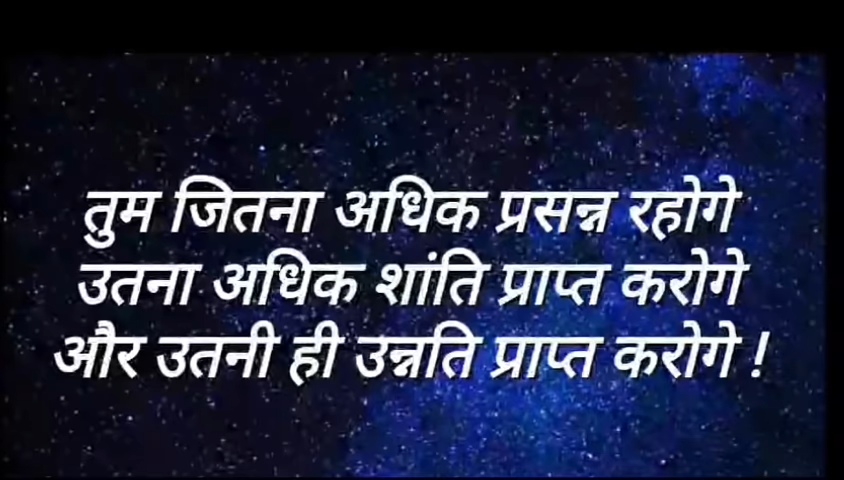 तुम जितना अधिक प्रसन्न रहोगे
उतना अधिक शांति प्राप्त करोगे
और उतनी ही उन्नति प्राप्त करोगे !